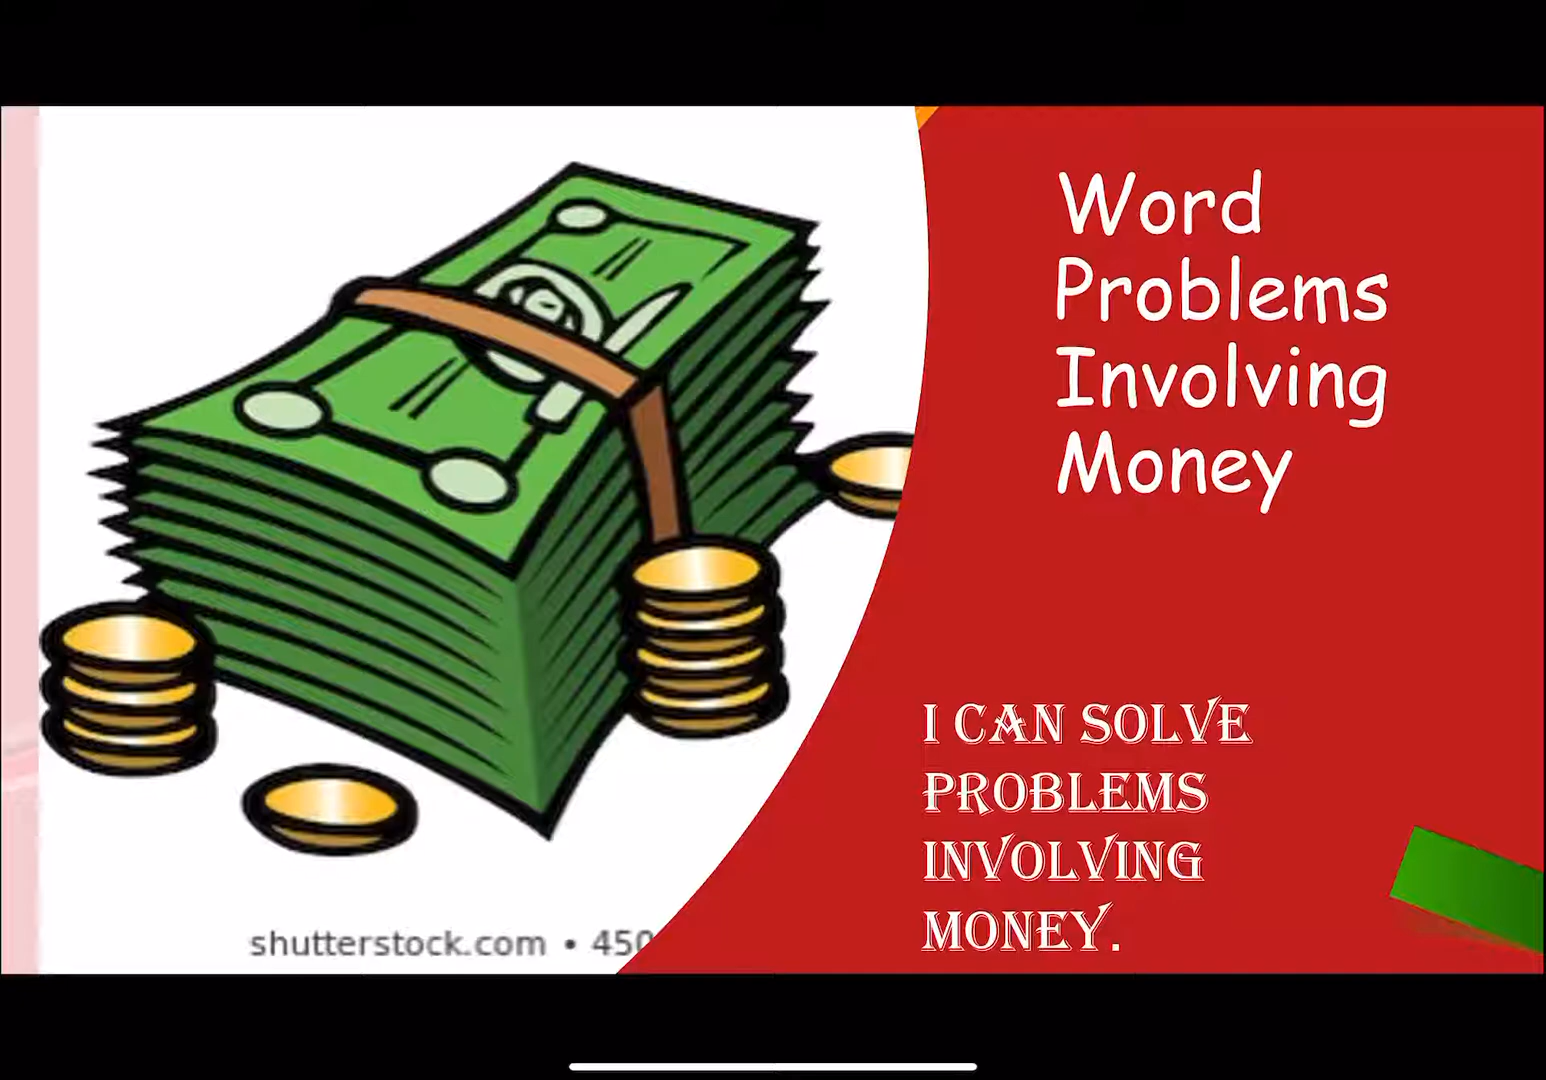 Word
Problems
Involving
Money
I CAN SOLVE
PROBLEMS
INVOLVING
MONEY.
shutterstock.com • 450